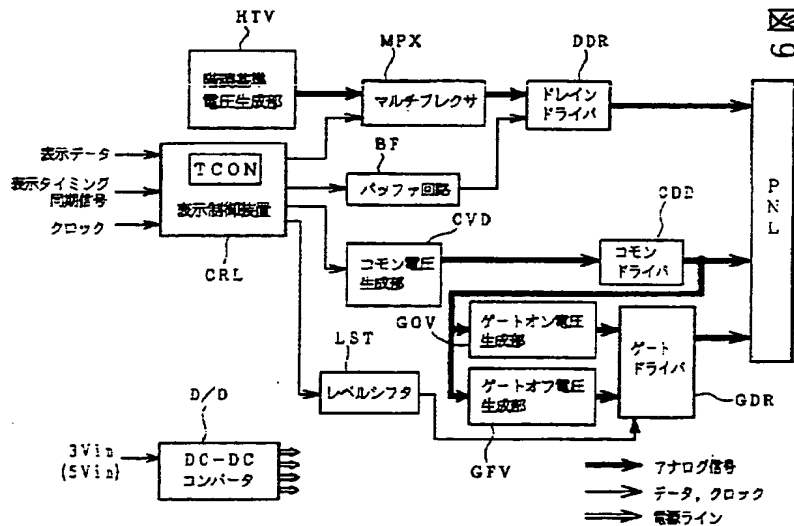 図 9
HTV
MPX
DDR
階調基準
電圧生成部
マルチプレクサ
ドレイン
ドライバ
表示データ
表示タイミング
同期信号
クロック
TCON
表示制御装置
CRL
BF
バッファ回路
CVD
コモン電圧
生成部
CDD
コモン
ドライバ
PNL
GOV
ゲートオン電圧
生成部
ゲート
ドライバ
GDR
LST
レベルシフタ
ゲートオフ電圧
生成部
GFV
D/D
3Vin
(5Vin)
DC-DC
コンバータ
アナログ信号
データ，クロック
電源ライン